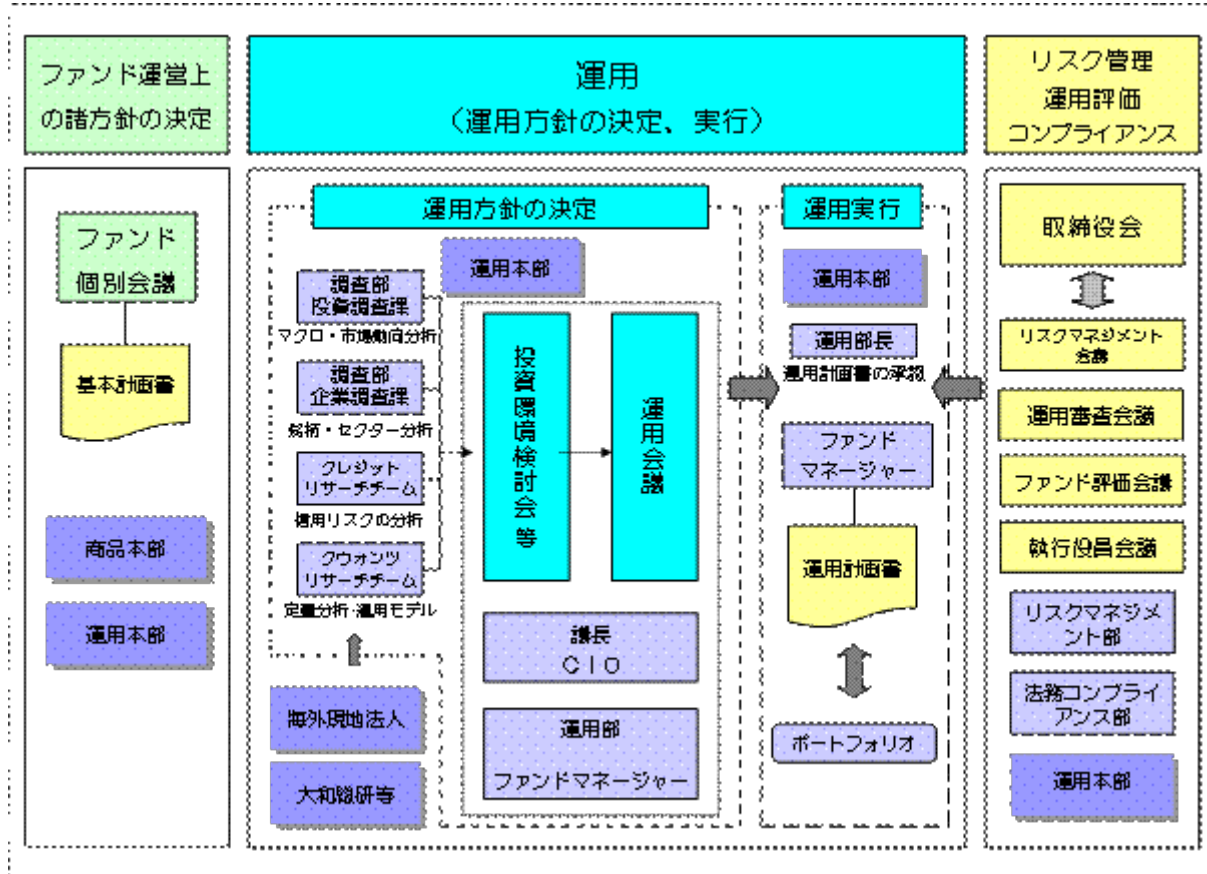 ファンド運営上
の諸方針の決定
運用
（運用方針の決定、実行）
リスク管理
運用評価
コンプライアンス
ファンド
個別会議
基本計画書
商品本部
運用本部
運用方針の決定
運用本部
調査部
投資調査課
マクロ・市場動向分析
調査部
企業調査課
銘柄・セクター分析
クレジット
リサーチチーム
信用リスクの分析
クウォンツ
リサーチチーム
定量分析・運用モデル
海外現地法人
大和総研等
投資環境検討会等
運用会議
議長
ＣＩＯ
運用部
ファンドマネージャー
運用実行
運用本部
運用部長
運用計画書の承認
ファンド
マネージャー
運用計画書
ポートフォリオ
取締役会
リスクマネジメント
会議
運用審査会議
ファンド評価会議
執行役員会議
リスクマネジメ
ント部
法務コンプライ
アンス部
運用本部